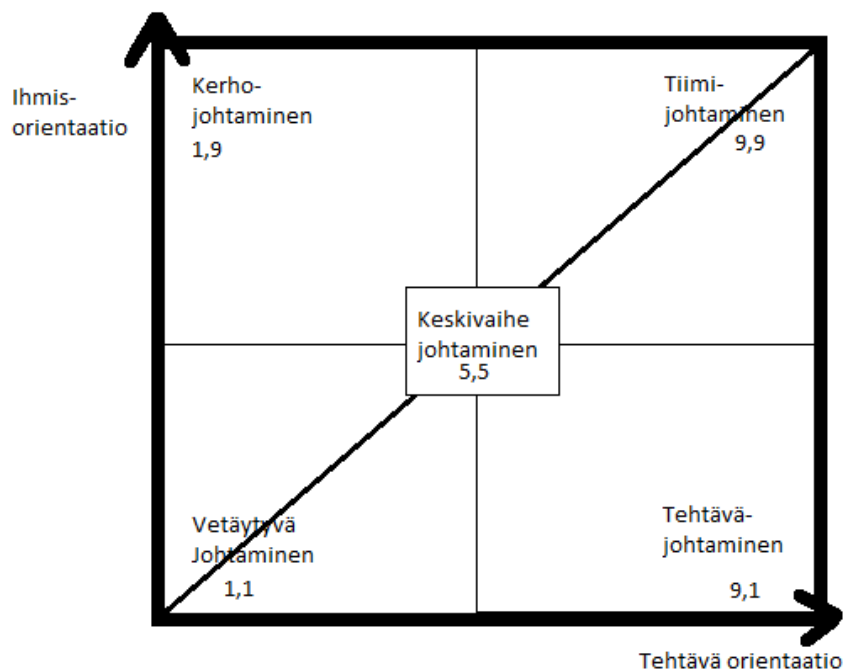 Ihmis-
orientaatio
Kerho-
johtaminen
1,9
Tiimi-
johtaminen
9,9
Keskivaihe
johtaminen
5,5
Vetäytyvä
Johtaminen
1,1
Tehtävä-
johtaminen
9,1
Tehtävä orientaatio